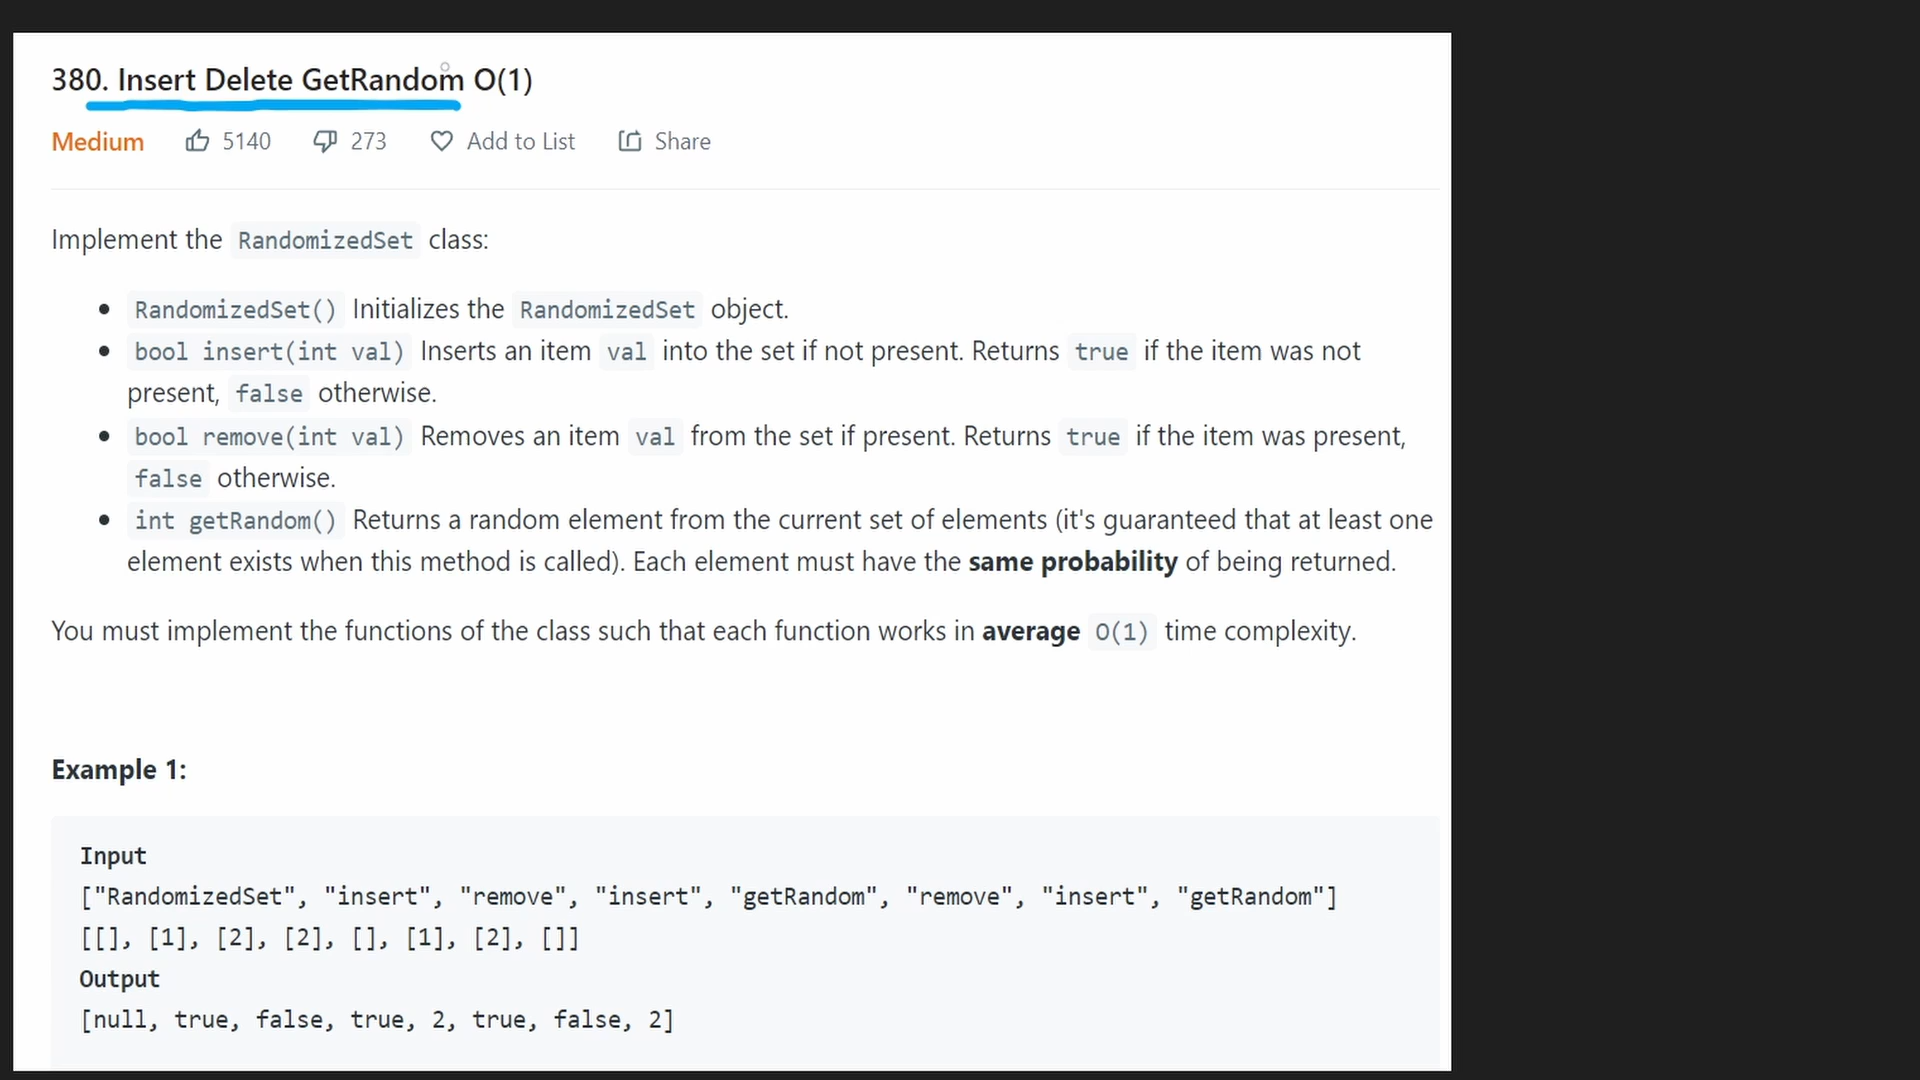 380. Insert Delete GetRandom O(1)
Medium 5140 273 Add to List Share
Implement the RandomizedSet class:
• RandomizedSet() Initializes the RandomizedSet object.
• bool insert(int val) Inserts an item val into the set if not present. Returns true if the item was not
present, false otherwise.
• bool remove(int val) Removes an item val from the set if present. Returns true if the item was present,
false otherwise.
• int getRandom() Returns a random element from the current set of elements (it's guaranteed that at least one
element exists when this method is called). Each element must have the same probability of being returned.
You must implement the functions of the class such that each function works in average O(1) time complexity.
Example 1:
Input
["RandomizedSet", "insert", "remove", "insert", "getRandom", "remove", "insert", "getRandom"]
[[], [1], [2], [2], [], [1], [2], []]
Output
[null, true, false, true, 2, true, false, 2]